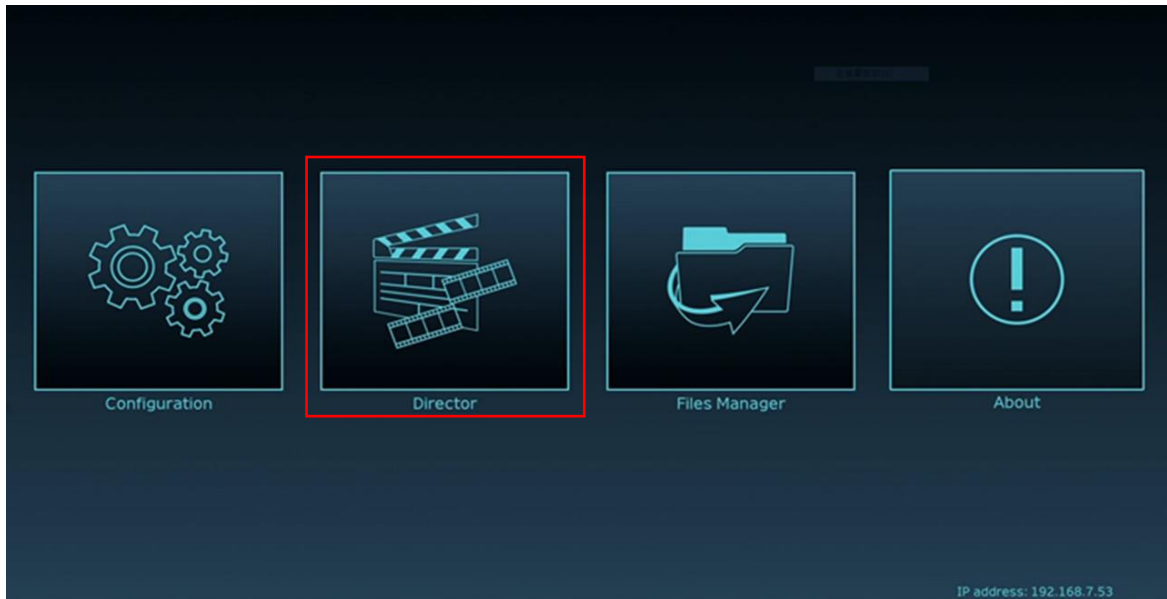 Configuration
Director
Files Manager
About
IP address: 192.168.7.53